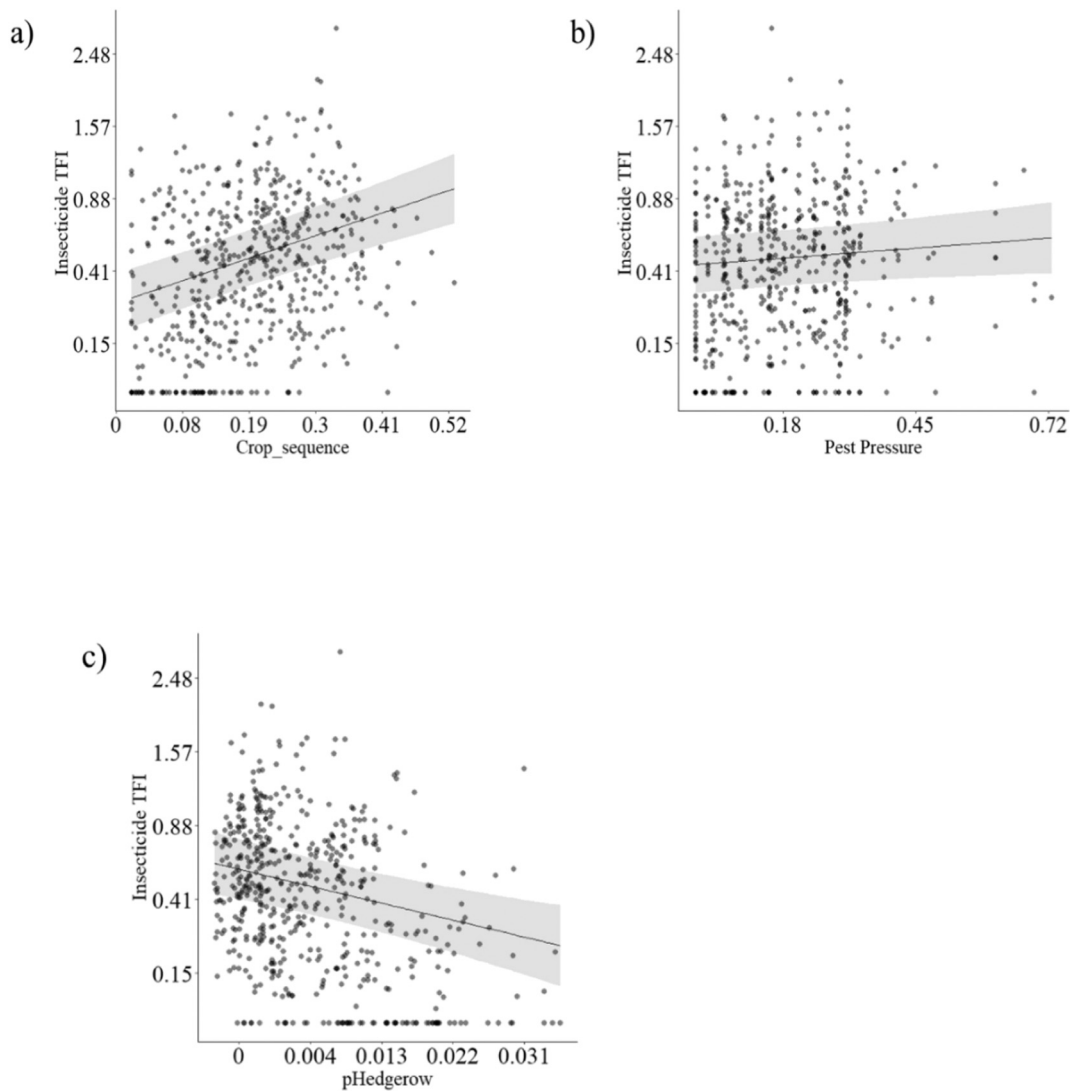 a)
2.48
1.57
0.88
0.41
0.15
Insecticide TFI
0 0.08 0.19 0.3 0.41 0.52
Crop_sequence
b)
2.48
1.57
0.88
0.41
0.15
Insecticide TFI
0.18 0.45 0.72
Pest Pressure
c)
2.48
1.57
0.88
0.41
0.15
Insecticide TFI
0 0.004 0.013 0.022 0.031
pHedgerow